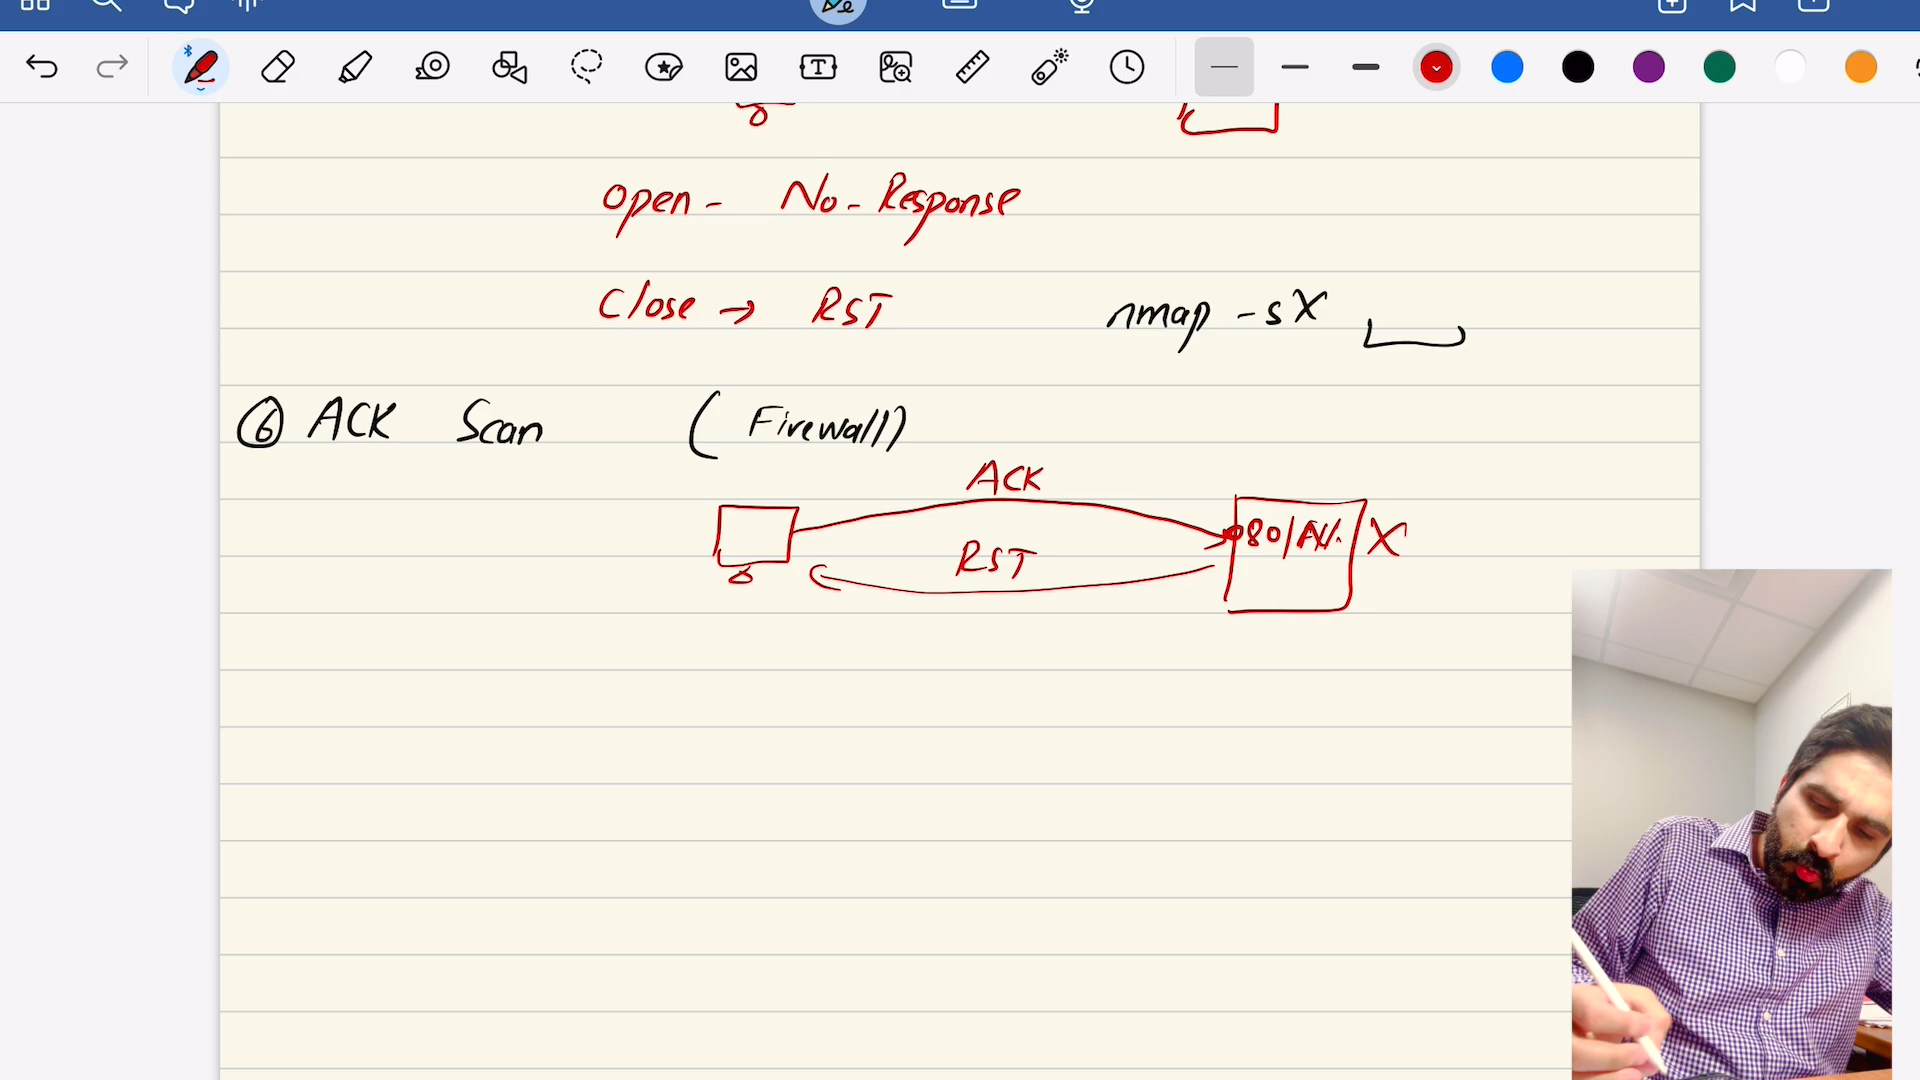 Open - No-Response
Close → RST
nmap -sX
⑥ ACK Scan (Firewall)
ACK
80/
X
RST